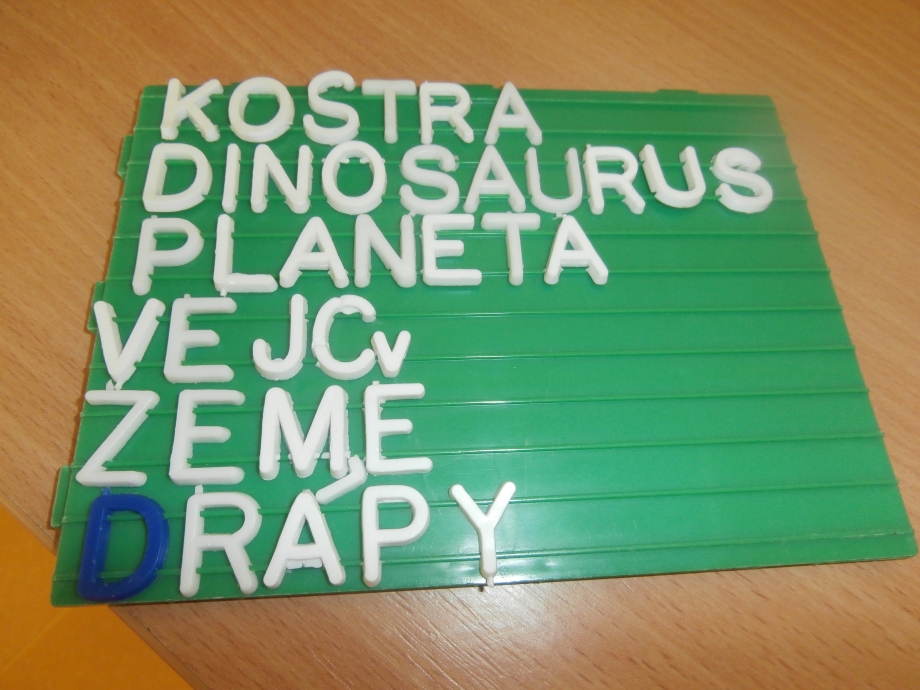 KOSTRA
DINOSAURUS
PLANETA
VEJCv
ZEMĚ
DRÁPY